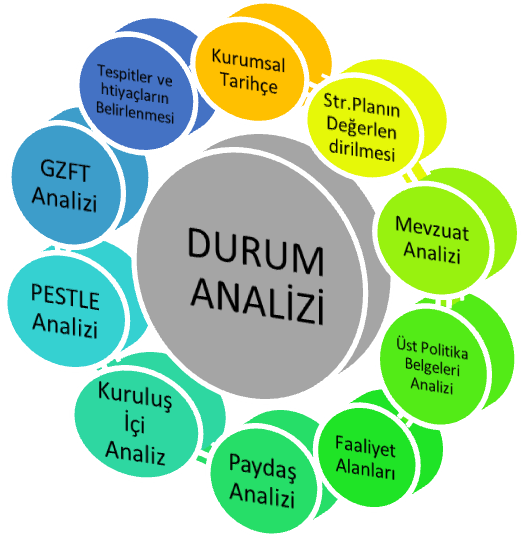 DURUM
ANALİZİ
Kurumsal
Tarihçe
Str.Planın
Değerlen
dirilmesi
Mevzuat
Analizi
Üst Politika
Belgeleri
Analizi
Faaliyet
Alanları
Paydaş
Analizi
Kuruluş
İçi
Analiz
PESTLE
Analizi
GZFT
Analizi
Tespitler ve
İhtiyaçların
Belirlenmesi